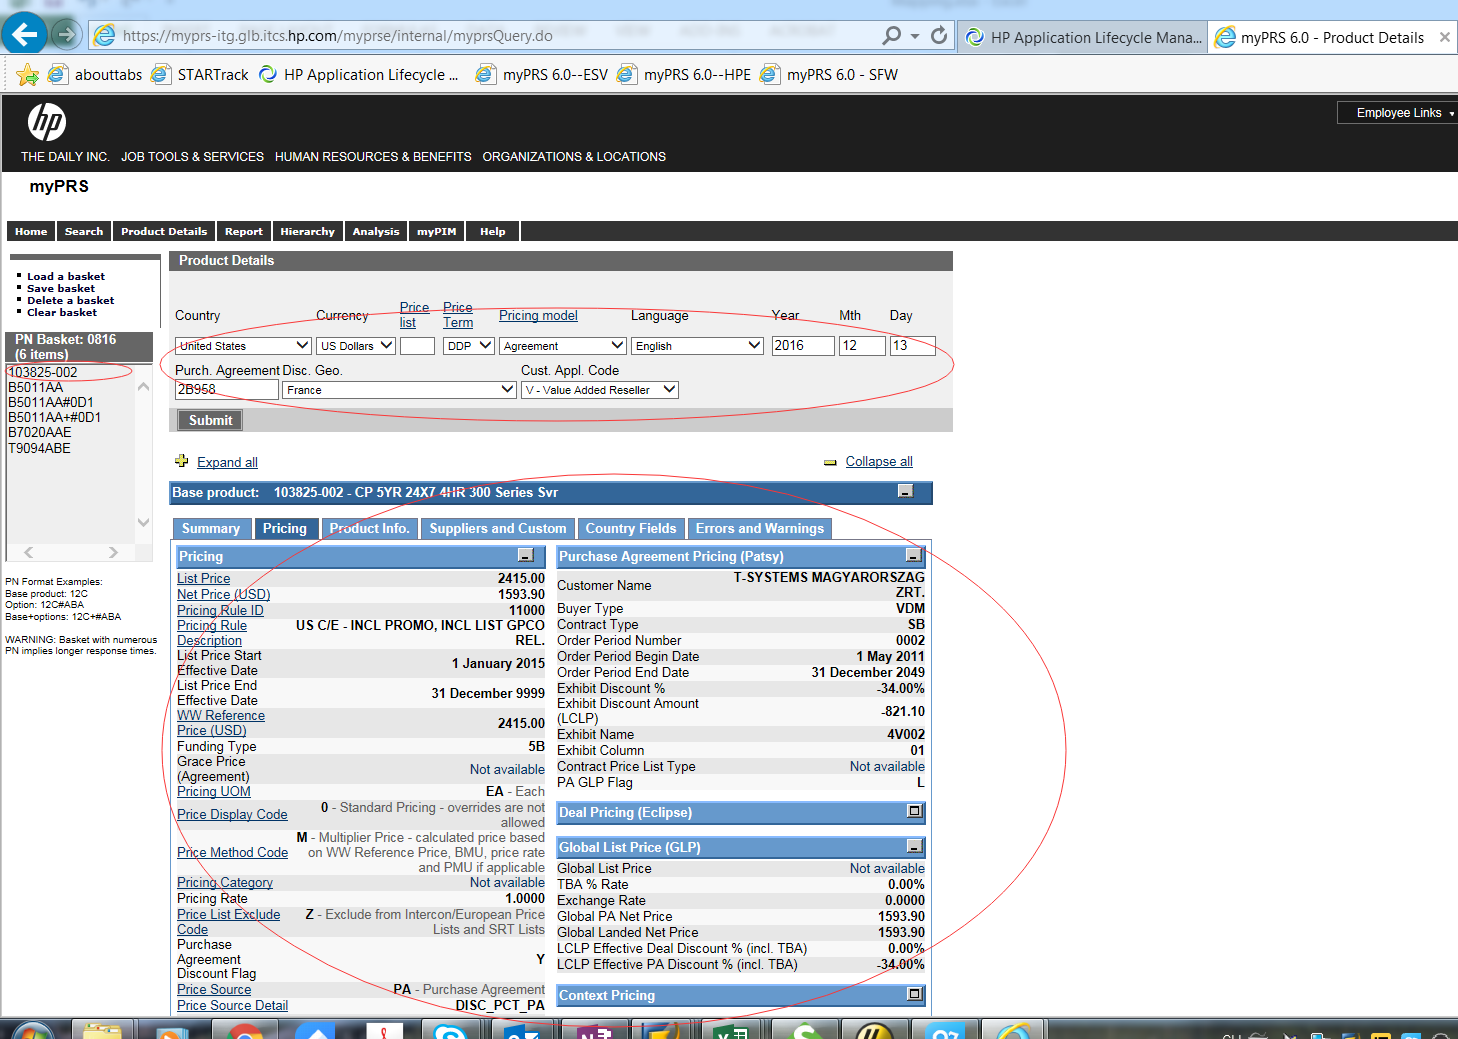 https://myprs-itg.glb.itcs.hp.com/myprse/internal/myprsQuery.do
HP Application Lifecycle Mana...
myPRS 6.0 - Product Details
abouttabs
STARTrack
HP Application Lifecycle ...
myPRS 6.0--ESV
myPRS 6.0--HPE
myPRS 6.0 - SFW
hp
Employee Links
THE DAILY INC. JOB TOOLS & SERVICES HUMAN RESOURCES & BENEFITS ORGANIZATIONS & LOCATIONS
myPRS
Home Search Product Details Report Hierarchy Analysis myPIM Help
Load a basket
Save basket
Delete a basket
Clear basket
PN Basket: 0816
(6 items)
103825-002
B5011AA
B5011AA#0D1
B5011AA+#0D1
B7020AAE
T9094ABE
PN Format Examples:
Base product: 12C
Option: 12C#ABA
Base+options: 12C+#ABA
WARNING: Basket with numerous
PN implies longer response times.
Product Details
Country Currency Price list Price Term Pricing model Language Year Mth Day
United States US Dollars DDP Agreement English 2016 12 13
Purch. Agreement Disc. Geo. Cust. Appl. Code
2B958 France V - Value Added Reseller
Submit
Expand all
Collapse all
Base product: 103825-002 - CP 5YR 24X7 4HR 300 Series Svr
Summary Pricing Product Info. Suppliers and Custom Country Fields Errors and Warnings
Pricing
List Price 2415.00
Net Price (USD) 1593.90
Pricing Rule ID 11000
Pricing Rule US C/E - INCL PROMO, INCL LIST GPCO
Description REL.
List Price Start
Effective Date 1 January 2015
List Price End
Effective Date 31 December 9999
WW Reference
Price (USD) 2415.00
Funding Type 5B
Grace Price
(Agreement) Not available
Pricing UOM EA - Each
Price Display Code 0 - Standard Pricing - overrides are not
allowed
Price Method Code M - Multiplier Price - calculated price based
on WW Reference Price, BMU, price rate
and PMU if applicable
Pricing Category Not available
Pricing Rate 1.0000
Price List Exclude Z - Exclude from Intercon/European Price
Code Lists and SRT Lists
Purchase
Agreement Y
Discount Flag
Price Source PA - Purchase Agreement
Price Source Detail DISC_PCT_PA
Purchase Agreement Pricing (Patsy)
Customer Name T-SYSTEMS MAGYARORSZAG
ZRT.
Buyer Type VDM
Contract Type SB
Order Period Number 0002
Order Period Begin Date 1 May 2011
Order Period End Date 31 December 2049
Exhibit Discount % -34.00%
Exhibit Discount Amount
(LCLP) -821.10
Exhibit Name 4V002
Exhibit Column 01
Contract Price List Type Not available
PA GLP Flag L
Deal Pricing (Eclipse)
Global List Price (GLP)
Global List Price Not available
TBA % Rate 0.00%
Exchange Rate 0.0000
Global PA Net Price 1593.90
Global Landed Net Price 1593.90
LCLP Effective Deal Discount % (incl. TBA) 0.00%
LCLP Effective PA Discount % (incl. TBA) -34.00%
Context Pricing